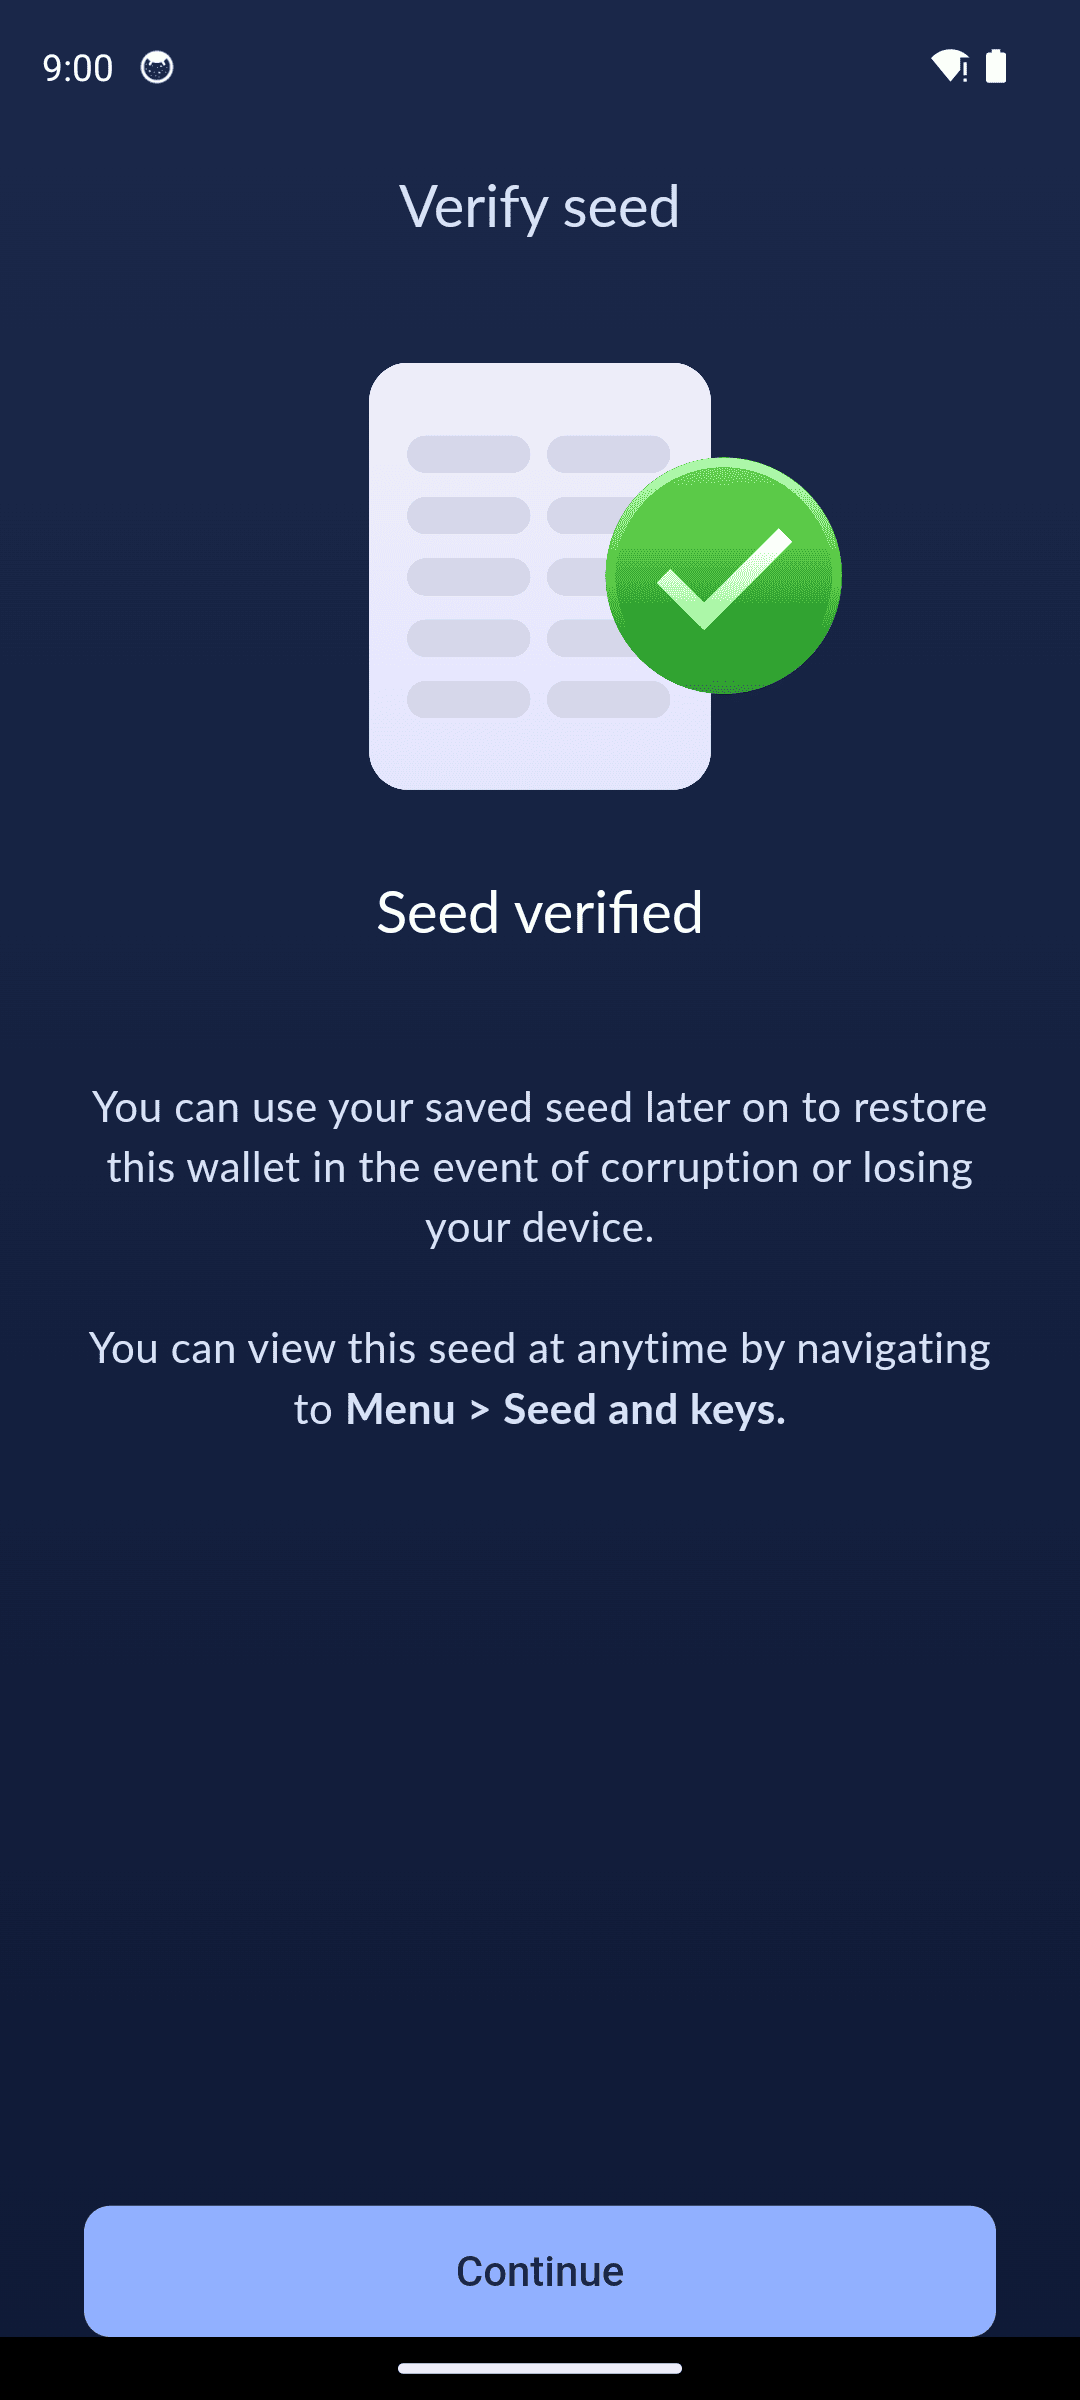 9:00
Verify seed
Seed verified
You can use your saved seed later on to restore
this wallet in the event of corruption or losing
your device.
You can view this seed at anytime by navigating
to Menu > Seed and keys.
Continue